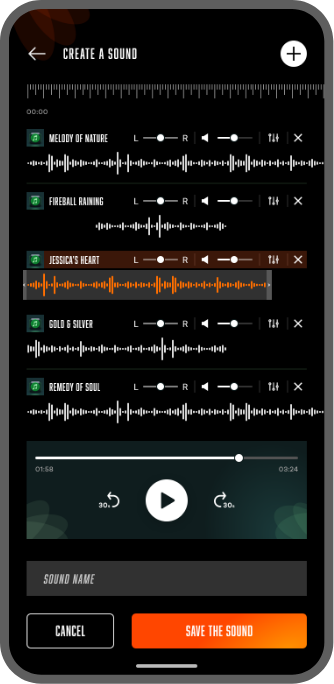 CREATE A SOUND
00:00
MELODY OF NATURE L R
FIREBALL RAINING L R
JESSICA'S HEART L R
GOLD & SILVER L R
REMEDY OF SOUL L R
01:58 03:24
30s 30s
SOUND NAME
CANCEL SAVE THE SOUND